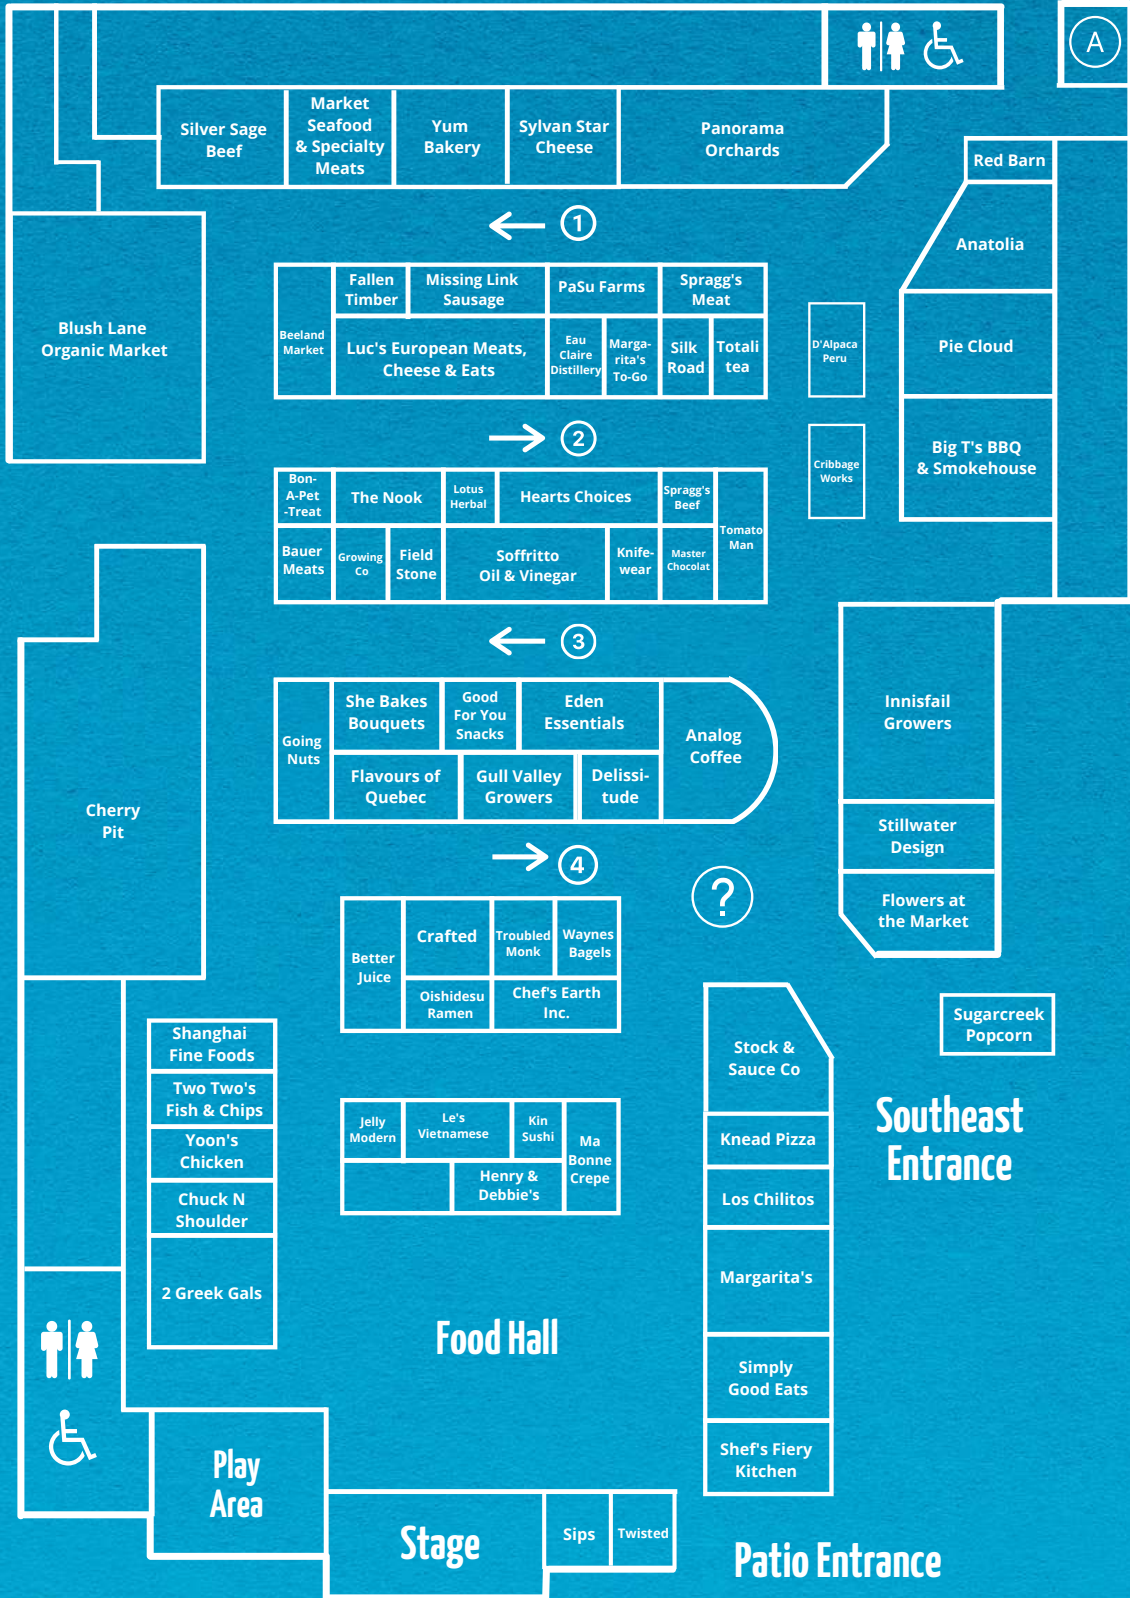 A
Silver Sage
Beef
Market
Seafood
& Specialty
Meats
Yum
Bakery
Sylvan Star
Cheese
Panorama
Orchards
Red Barn
Anatolia
Pie Cloud
Big T's BBQ
& Smokehouse
1
Blush Lane
Organic Market
Beeland
Market
Fallen
Timber
Missing Link
Sausage
PaSu Farms
Spragg's
Meat
Luc's European Meats,
Cheese & Eats
Eau
Claire
Distillery
Marga-
rita's
To-Go
Silk
Road
Totali
tea
D'Alpaca
Peru
Cribbage
Works
2
Bon-
A-Pet
-Treat
The Nook
Lotus
Herbal
Hearts Choices
Spragg's
Beef
Tomato
Man
Bauer
Meats
Growing
Co
Field
Stone
Soffritto
Oil & Vinegar
Knife-
wear
Master
Chocolat
3
Going
Nuts
She Bakes
Bouquets
Good
For You
Snacks
Eden
Essentials
Analog
Coffee
Flavours of
Quebec
Gull Valley
Growers
Delissi-
tude
Innisfail
Growers
Stillwater
Design
Flowers at
the Market
Cherry
Pit
4
?
Better
Juice
Crafted
Troubled
Monk
Waynes
Bagels
Oishidesu
Ramen
Chef's Earth
Inc.
Stock &
Sauce Co
Sugarcreek
Popcorn
Southeast
Entrance
Shanghai
Fine Foods
Two Two's
Fish & Chips
Yoon's
Chicken
Chuck N
Shoulder
2 Greek Gals
Jelly
Modern
Le's
Vietnamese
Kin
Sushi
Ma
Bonne
Crepe
Henry &
Debbie's
Knead Pizza
Los Chilitos
Margarita's
Simply
Good Eats
Shef's Fiery
Kitchen
Food Hall
Play
Area
Stage
Sips
Twisted
Patio Entrance